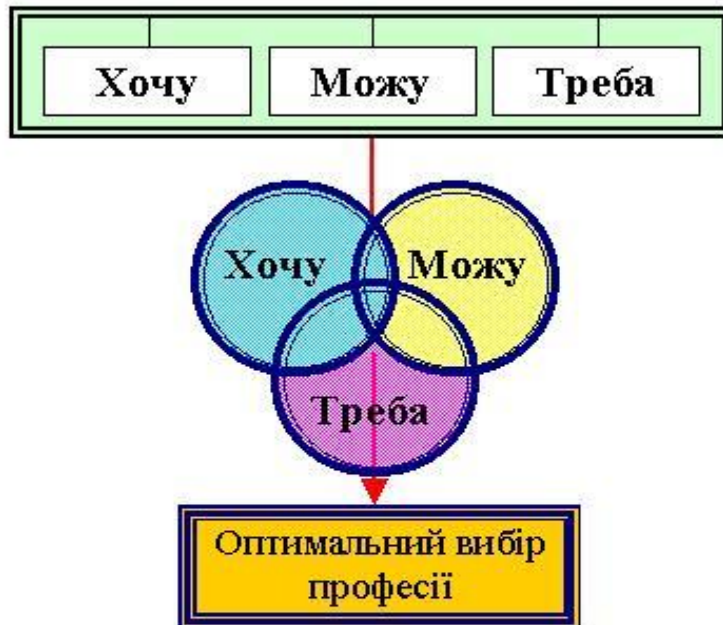 Хочу Можу Треба
Хочу Можу
Треба
Оптимальний вибір
професії